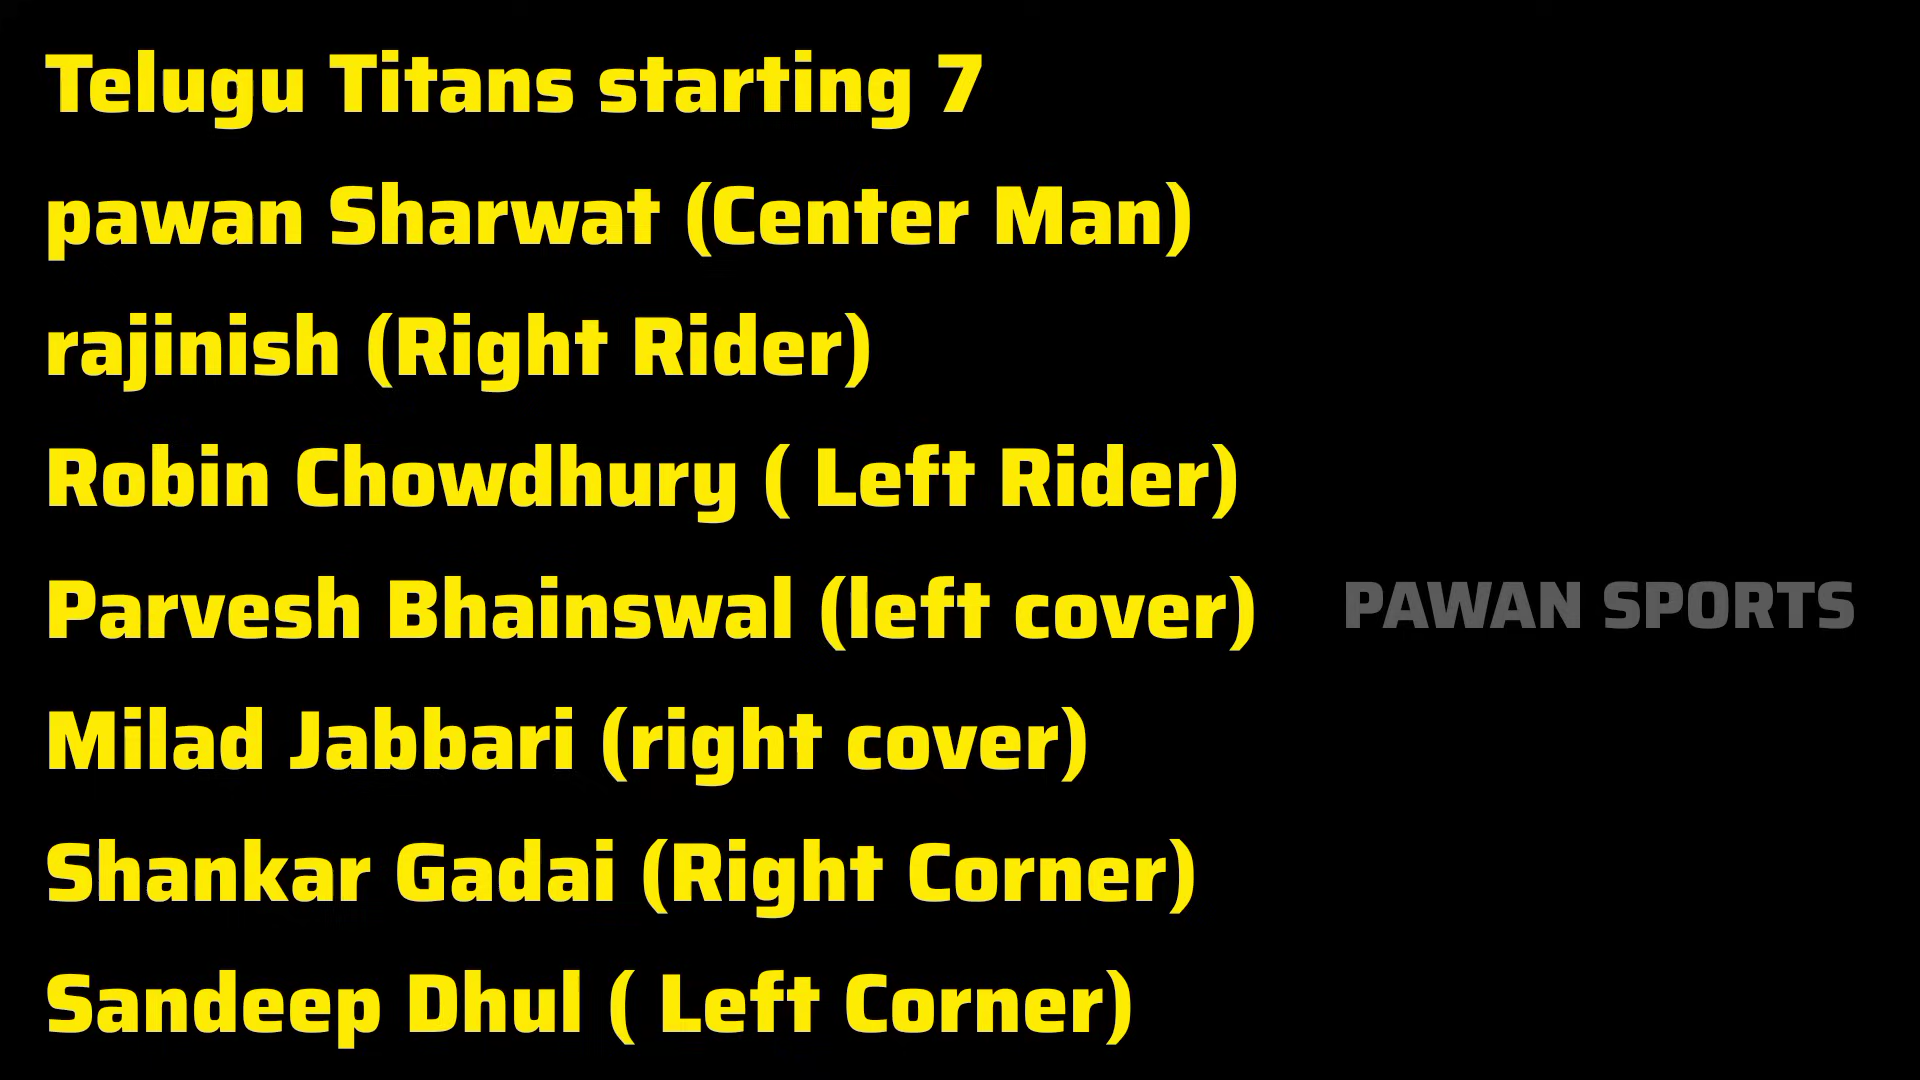 Telugu Titans starting 7
pawan Sharwat (Center Man)
rajinish (Right Rider)
Robin Chowdhury ( Left Rider)
Parvesh Bhainswal (left cover)
PAWAN SPORTS
Milad Jabbari (right cover)
Shankar Gadai (Right Corner)
Sandeep Dhul ( Left Corner)